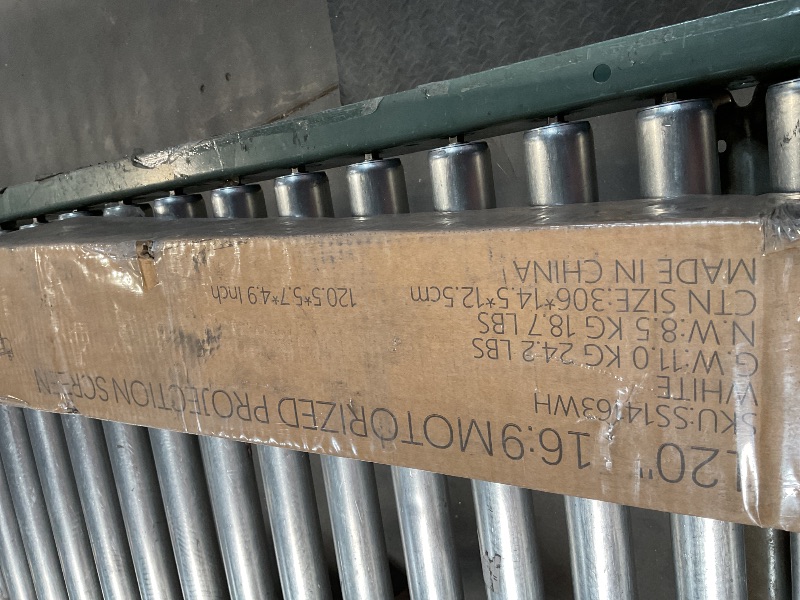 120" 16:9 MOTORIZED PROJECTION SCREEN
SKU:SS14163WH
WHITE
G.W:11.0 KG 24.2 LBS
N.W:8.5 KG 18.7 LBS
CTN SIZE:306*14.5*12.5cm 120.5*5.7*4.9 Inch
MADE IN CHINA